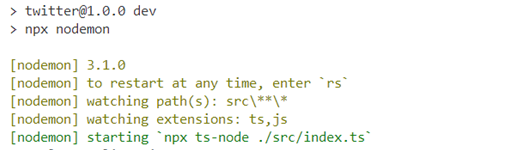 > twitter@1.0.0 dev
> npx nodemon
[nodemon] 3.1.0
[nodemon] to restart at any time, enter `rs`
[nodemon] watching path(s): src\**\*
[nodemon] watching extensions: ts,js
[nodemon] starting `npx ts-node ./src/index.ts`